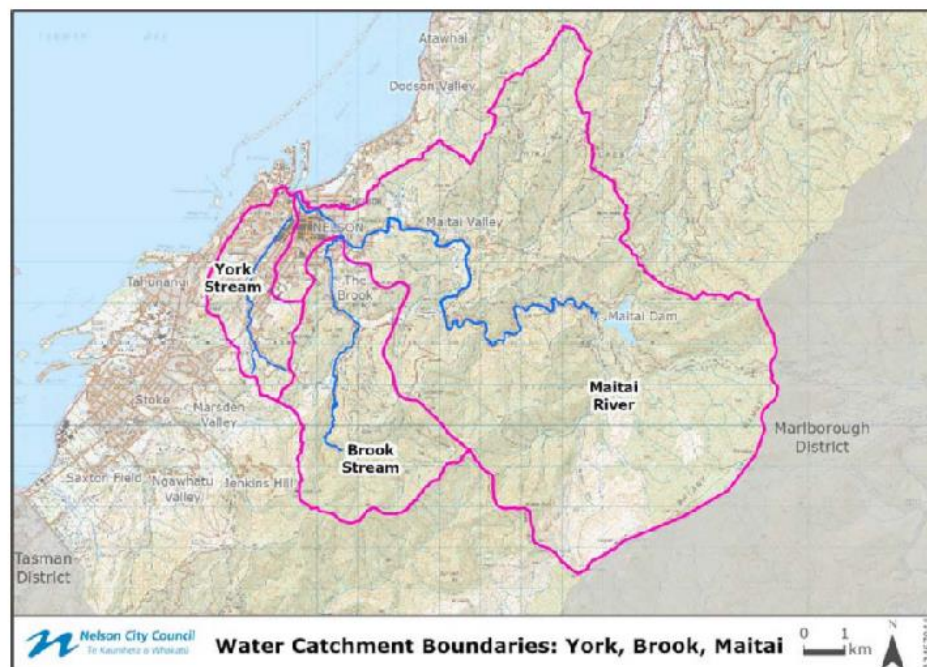 Atawhai
Dodson Valley
Maitai Valley
NELSON
York
Stream
Tahunanui
The
Brook
Maitai Dam
Maitai
River
Stoke
Marsden
Valley
Marlborough
District
Brook
Stream
Saxton Field
Ngawhatu
Valley
Jenkins Hill
Tasman
District
Nelson City Council
Te Kaunihera o Whakatū
Water Catchment Boundaries: York, Brook, Maitai
0 1
km
N